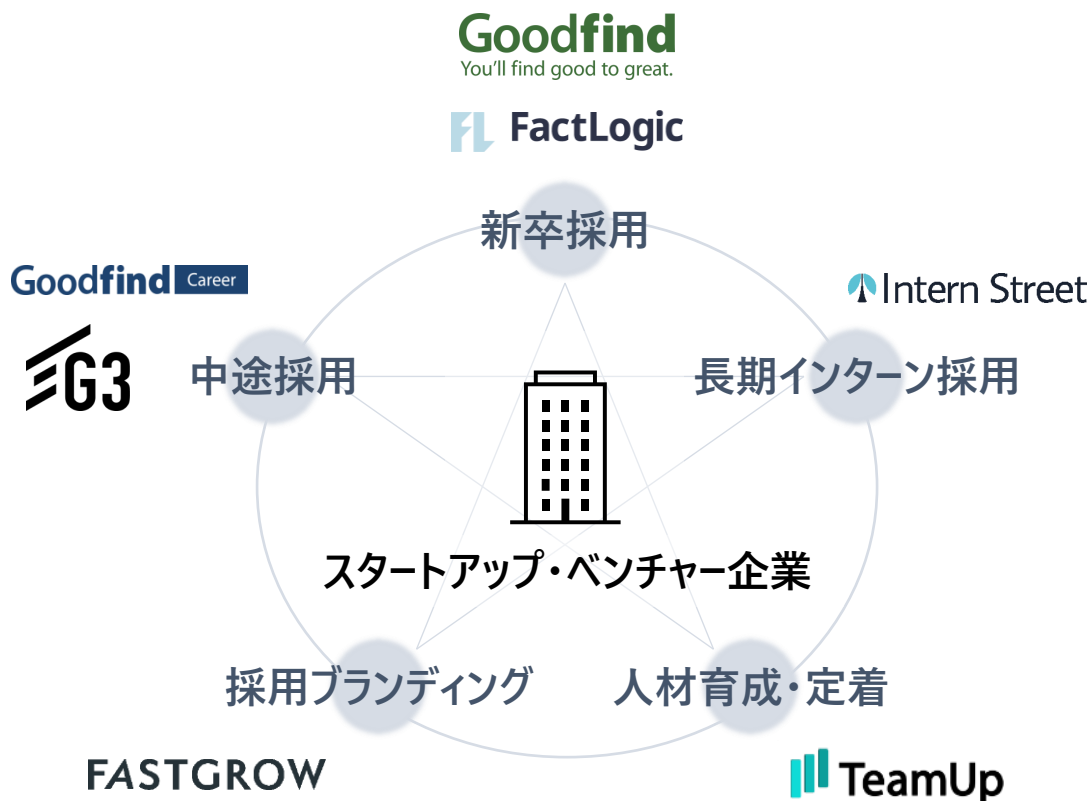 Goodfind
You'll find good to great.
FL FactLogic
新卒採用
Goodfind Career
Intern Street
G3
中途採用
長期インターン採用
スタートアップ・ベンチャー企業
採用ブランディング
人材育成・定着
FASTGROW
TeamUp